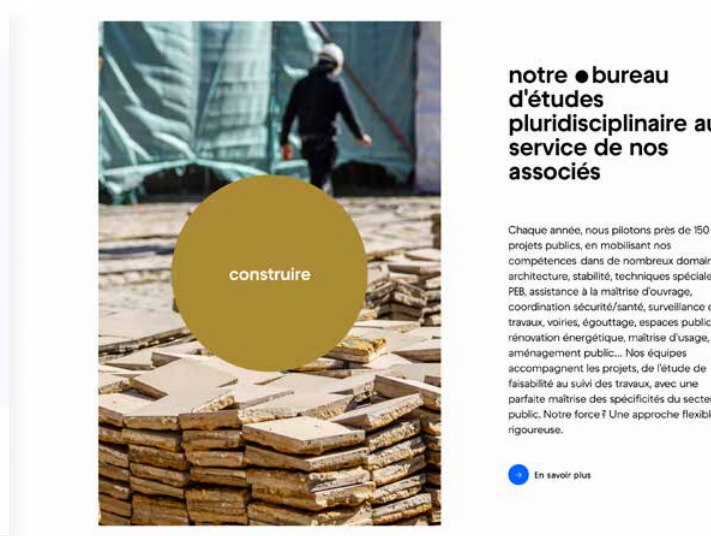 construire
notre bureau
d'études
pluridisciplinaire
service de nos
associés
Chaque année, nous pilotons près de 150
projets publics, en mobilisant nos
compétences dans de nombreux
architecture, stabilité, techniques
PEB, assistance à la maîtrise d'ouvrage,
coordination sécurité/santé, surveillance
travaux, voiries, égouttage, espaces
rénovation énergétique, maîtrise d'usage,
aménagement public... Nos équipes
accompagnent les projets, de l'étude de
faisabilité au suivi des travaux, avec une
parfaite maîtrise des spécificités du
public. Notre force ? Une approche
rigoureuse.
En savoir plus